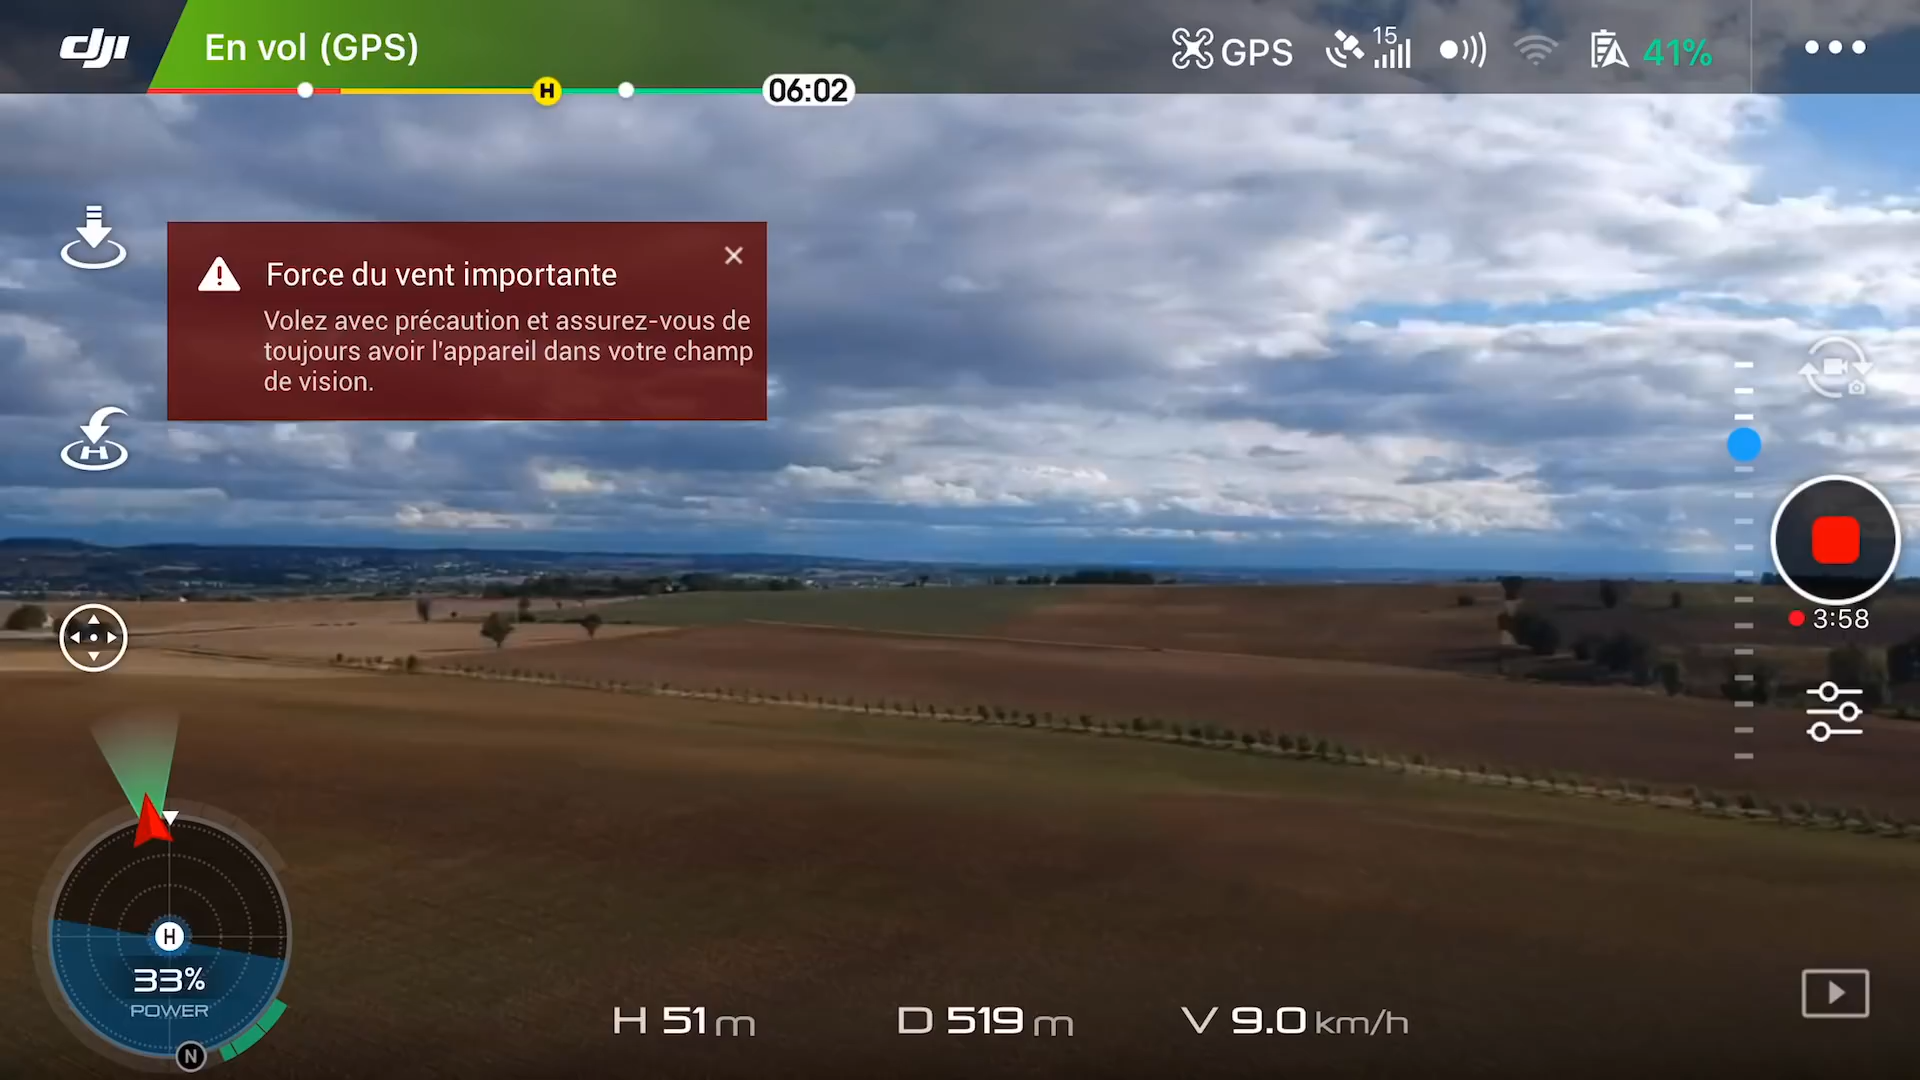 dji
En vol (GPS)
GPS
15
41%
H
06:02
Force du vent importante
Volez avec précaution et assurez-vous de
toujours avoir l'appareil dans votre champ
de vision.
H
3:58
H
33%
POWER
N
H 51 m
D 519 m
V 9.0 km/h